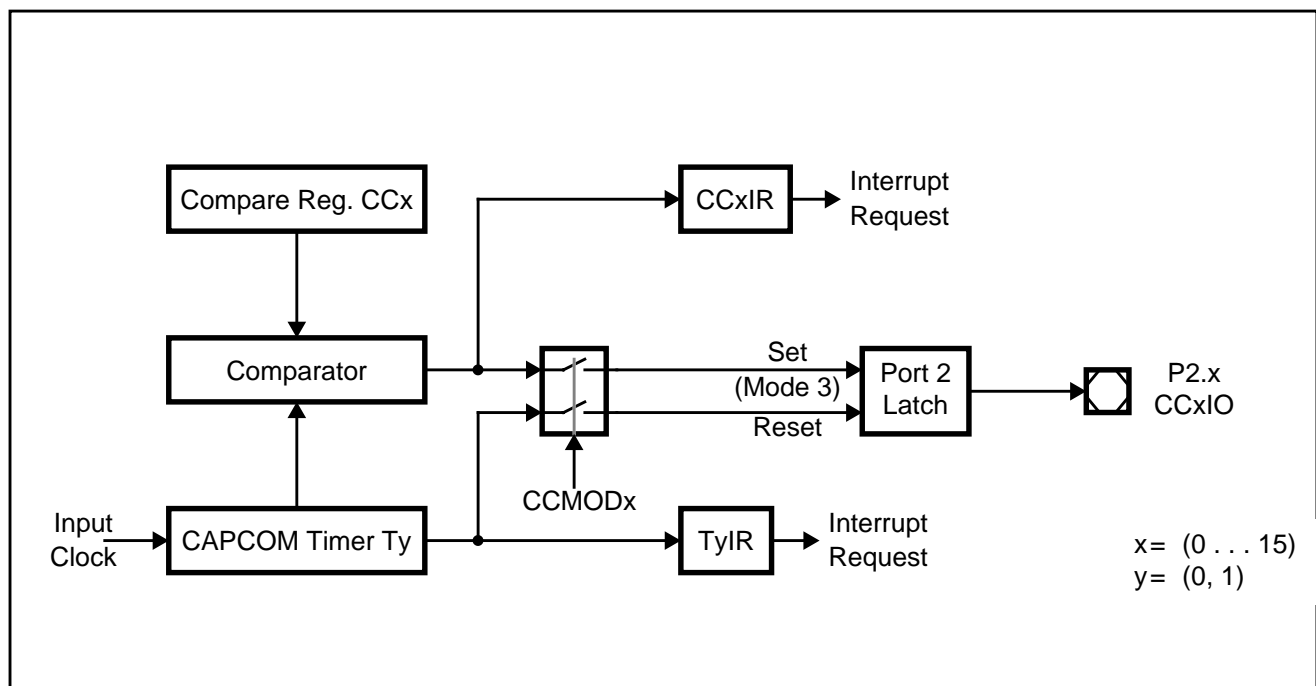 Compare Reg. CCx
CCxIR
Interrupt
Request
Comparator
Set
(Mode 3)
Reset
Port 2
Latch
P2.x
CCxIO
CCMODx
Input
Clock
CAPCOM Timer Ty
TyIR
Interrupt
Request
x= (0 . . . 15)
y= (0, 1)